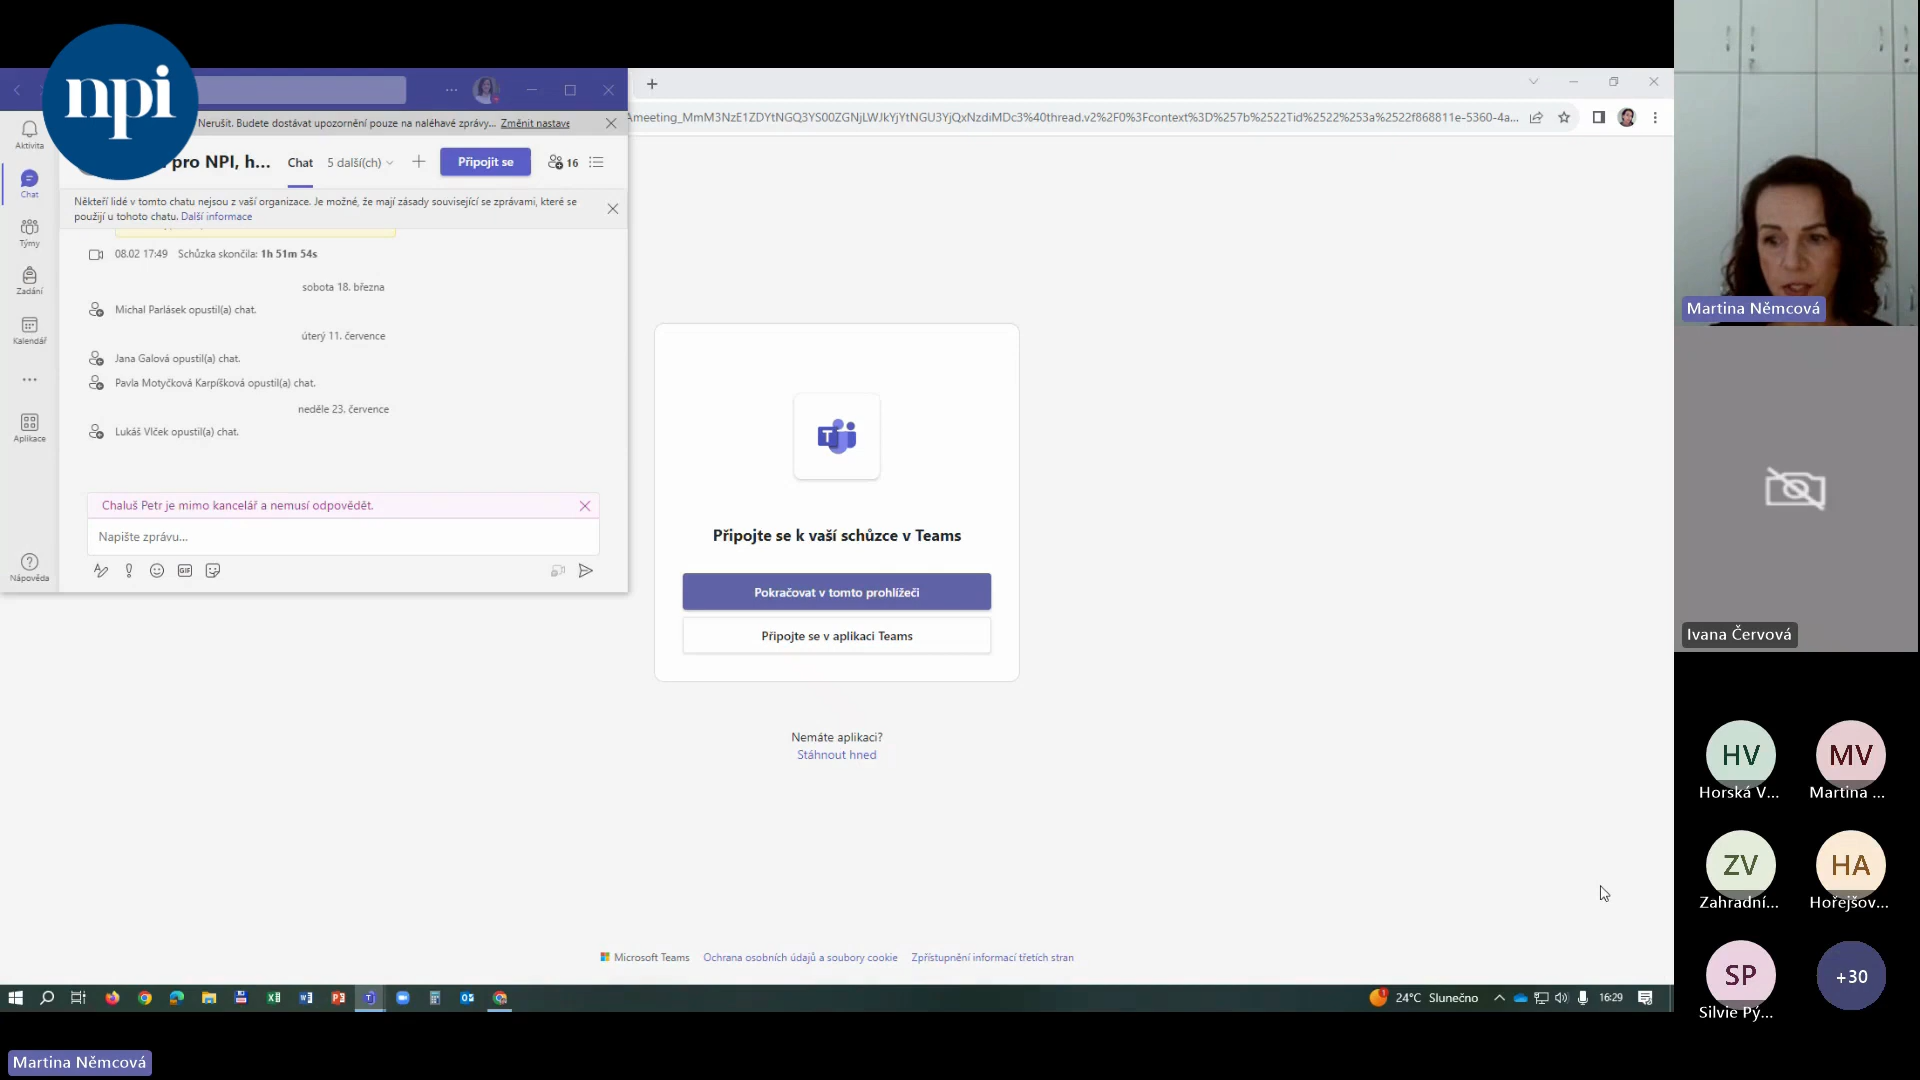 npi
Nerušit. Budete dostávat upozornění pouze na naléhavé zprávy... Změnit nastave
Aktivita
Chat
Týmy
Zadání
Kalendář
Aplikace
Nápověda
pro NPI, h...
Chat
5 další(ch)
Připojit se
16
Někteří lidé v tomto chatu nejsou z vaší organizace. Je možné, že mají zásady související se zprávami, které se
použijí u tohoto chatu. Další informace
08.02 17:49 Schůzka skončila: 1h 51m 54s
sobota 18. března
Michal Parlásek opustil(a) chat.
úterý 11. července
Jana Galová opustil(a) chat.
Pavla Motyčková Karpíšková opustil(a) chat.
neděle 23. července
Lukáš Vlček opustil(a) chat.
Chaluš Petr je mimo kancelář a nemusí odpovědět.
Napište zprávu...
GIF
T
Připojte se k vaší schůzce v Teams
Pokračovat v tomto prohlížeči
Připojte se v aplikaci Teams
Nemáte aplikaci?
Stáhnout hned
Microsoft Teams
Ochrana osobních údajů a soubory cookie
Zpřístupnění informací třetích stran
24°C Slunečno
16:29
Martina Němcová
Ivana Červová
HV
Horská V...
MV
Martina ...
ZV
Zahradní...
HA
Hořejšov...
SP
Silvie Pý...
+30
Martina Němcová